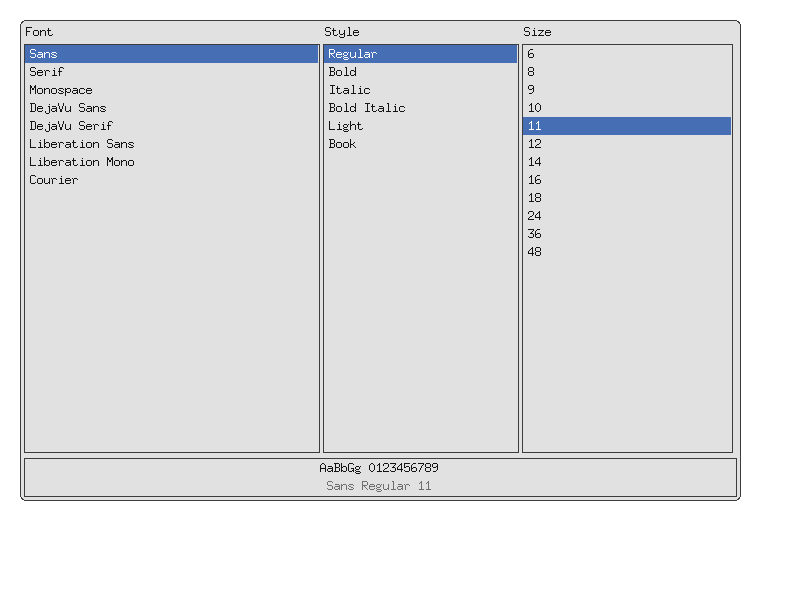 Font
Sans
Serif
Monospace
DejaVu Sans
DejaVu Serif
Liberation Sans
Liberation Mono
Courier
Style
Regular
Bold
Italic
Bold Italic
Light
Book
Size
6
8
9
10
11
12
14
16
18
24
36
48
AaBbGg 0123456789
Sans Regular 11